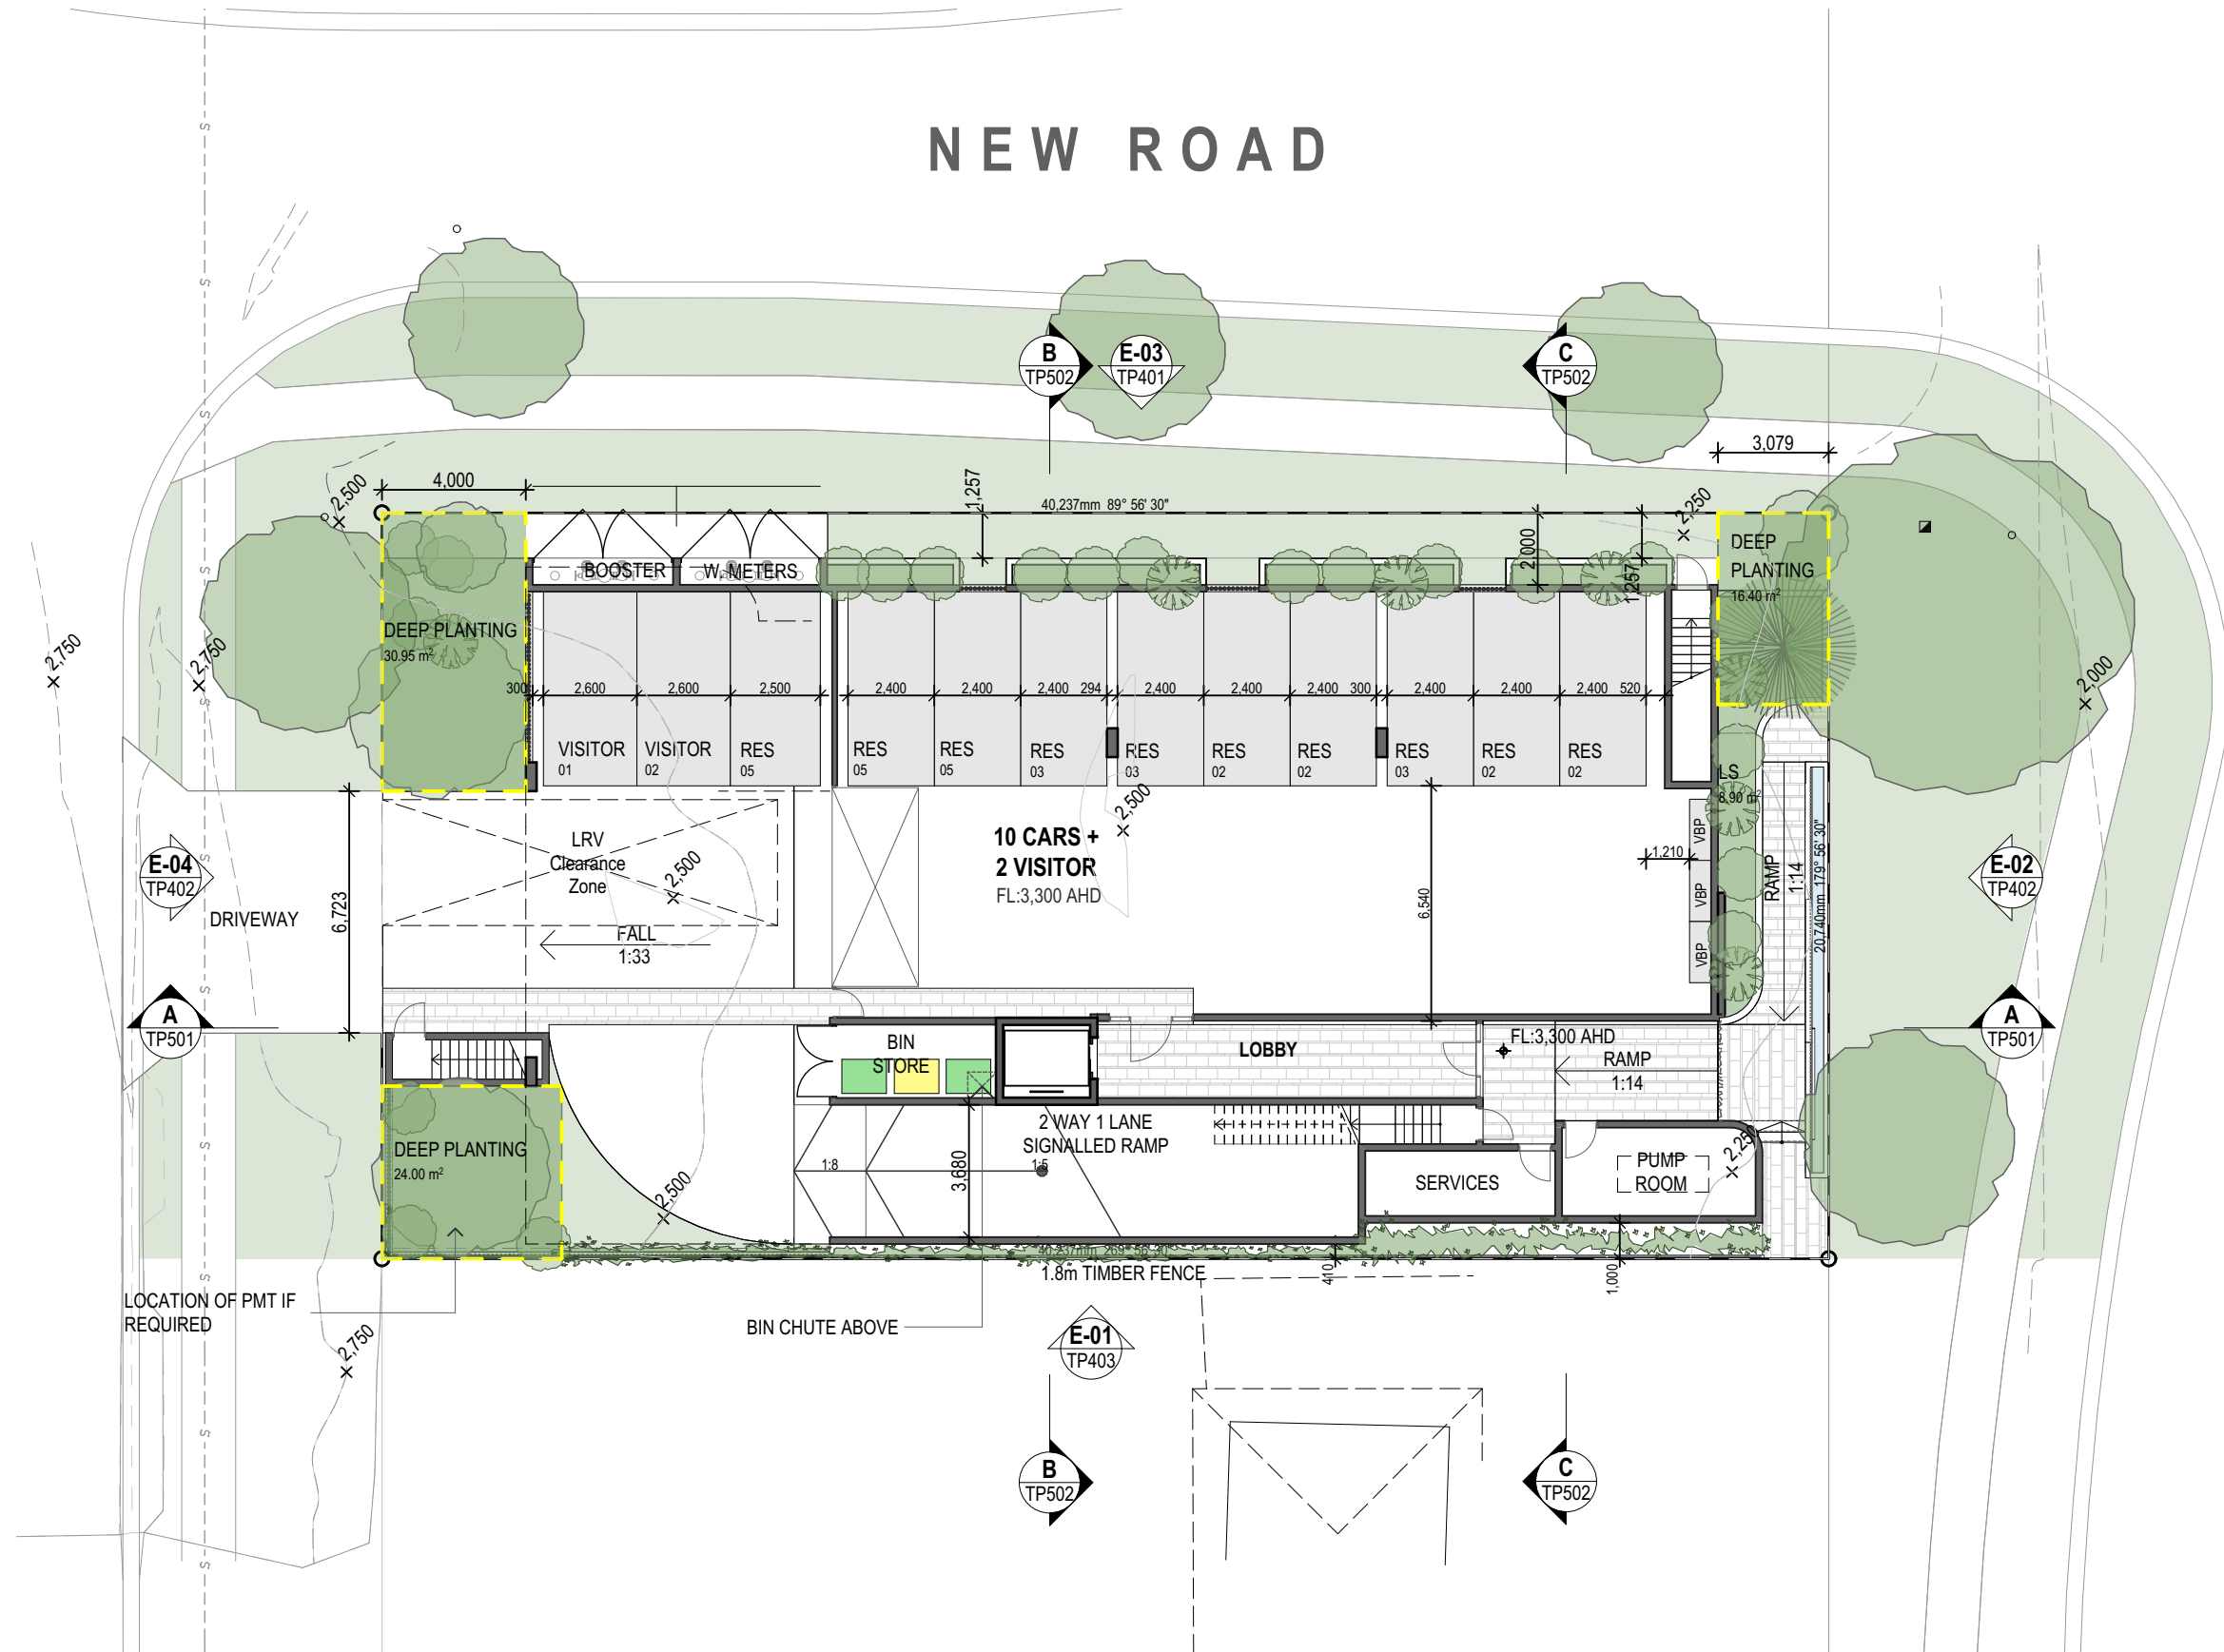 NEW ROAD
B
TP502
E-03
TP401
C
TP502
3,079
4,000
2,500
1,257
40,237mm 89° 56' 30"
2,250
2,000
1,257
DEEP
PLANTING
16.40 m²
BOOSTER
W. METERS
DEEP PLANTING
30.95 m²
2,750
2,750
2,000
300
2,600
2,600
2,500
2,400
2,400
2,400
294
2,400
2,400
2,400
300
2,400
2,400
2,400
520
VISITOR
01
VISITOR
02
RES
05
RES
05
RES
05
RES
03
RES
03
RES
02
RES
02
RES
03
RES
02
RES
02
LS
8.90 m²
LRV
Clearance
Zone
2,500
10 CARS +
2 VISITOR
FL:3,300 AHD
2,500
VBP
VBP
VBP
1,210
RAMP
1:14
20,740mm 179° 56' 30"
E-04
TP402
E-02
TP402
DRIVEWAY
6,723
6,540
FALL
1:33
A
TP501
A
TP501
BIN
STORE
LOBBY
FL:3,300 AHD
RAMP
1:14
2 WAY 1 LANE
SIGNALLED RAMP
1:8
1:5
3,680
DEEP PLANTING
24.00 m²
2,500
SERVICES
PUMP
ROOM
2,250
40,237mm 269° 56' 30"
1.8m TIMBER FENCE
410
1,000
LOCATION OF PMT IF
REQUIRED
2,750
BIN CHUTE ABOVE
E-01
TP403
B
TP502
C
TP502
S
S
S
S
S
S
S
S
S
S